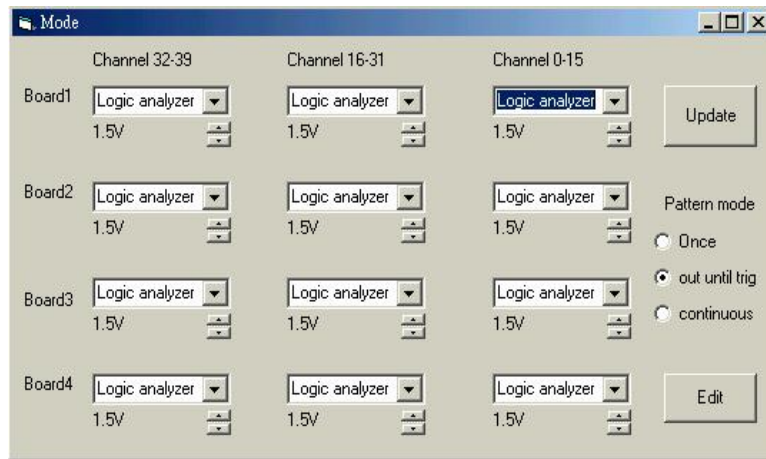 Mode
Channel 32-39 Channel 16-31 Channel 0-15
Board1 Logic analyzer Logic analyzer Logic analyzer Update
1.5V 1.5V 1.5V
Board2 Logic analyzer Logic analyzer Logic analyzer Pattern mode
1.5V 1.5V 1.5V Once
out until trig
Board3 Logic analyzer Logic analyzer Logic analyzer
1.5V 1.5V 1.5V continuous
Board4 Logic analyzer Logic analyzer Logic analyzer Edit
1.5V 1.5V 1.5V